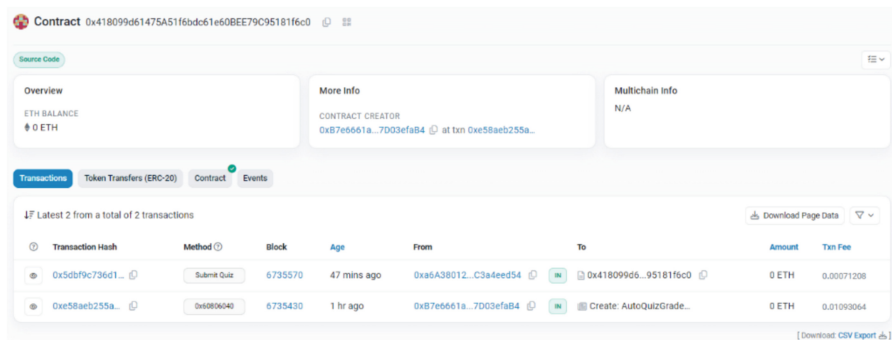 Contract 0x418099d61475A51f6bdc61e60BEE79C95181f6c0
Source Code
Overview
ETH BALANCE
0 ETH
More Info
CONTRACT CREATOR
0xB7e6661a...7D03efaB4 at txn 0xe58aeb255a...
Multichain Info
N/A
Transactions Token Transfers (ERC-20) Contract Events
Latest 2 from a total of 2 transactions Download Page Data
Transaction Hash Method Block Age From To Amount Txn Fee
0x5dbf9c736d1... Submit Quiz 6735570 47 mins ago 0xa6A38012...C3a4eed54 IN 0x418099d6...95181f6c0 0 ETH 0.00071208
0xe58aeb255a... 0x60806040 6735430 1 hr ago 0xB7e6661a...7D03efaB4 IN Create: AutoQuizGrade... 0 ETH 0.01093064
[ Download: CSV Export ]